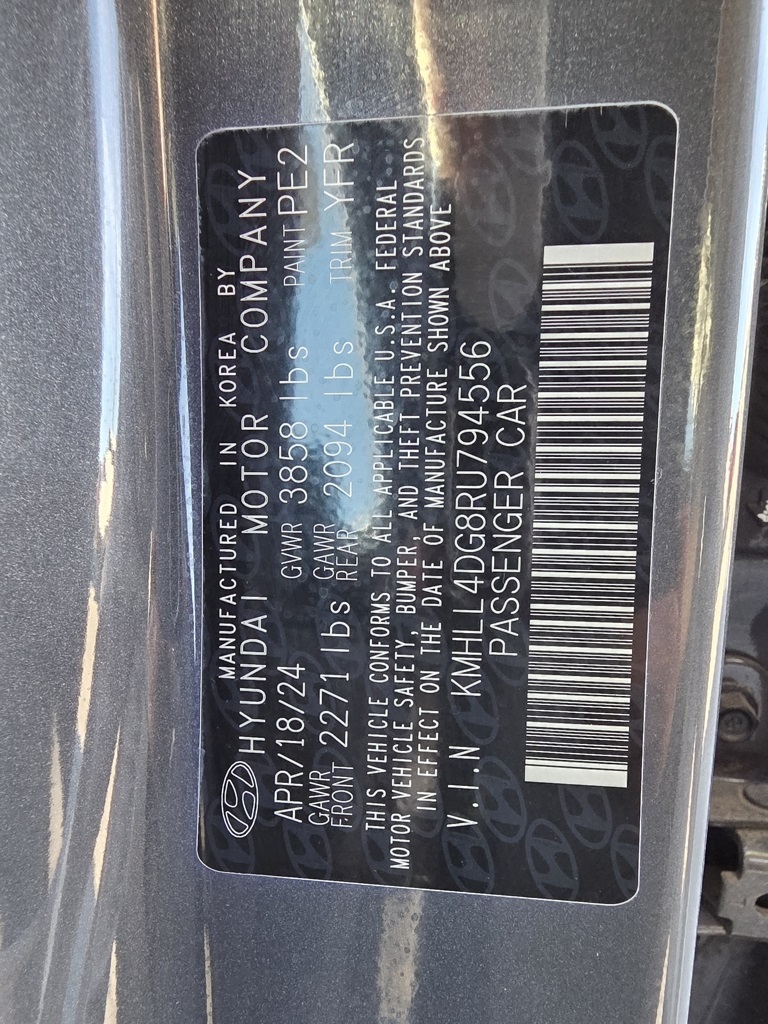 MANUFACTURED IN KOREA BY
HYUNDAI MOTOR COMPANY
APR/18/24 GVWR 3858 lbs PAINT PE2
GAWR FRONT 2271 lbs GAWR REAR 2094 lbs TRIM YFR
THIS VEHICLE CONFORMS TO ALL APPLICABLE U.S.A. FEDERAL
MOTOR VEHICLE SAFETY, BUMPER, AND THEFT PREVENTION STANDARDS
IN EFFECT ON THE DATE OF MANUFACTURE SHOWN ABOVE
V.I.N KMHLL4DG8RU794556
PASSENGER CAR